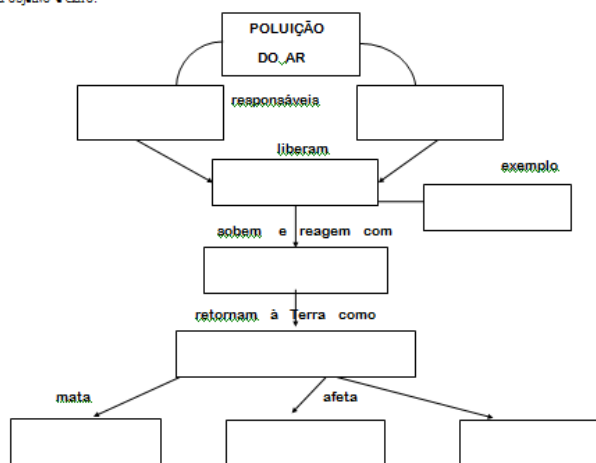 POLUIÇÃO
DO AR
responsáveis
liberam
exemplo
sobem e reagem com
retornam à Terra como
mata
afeta